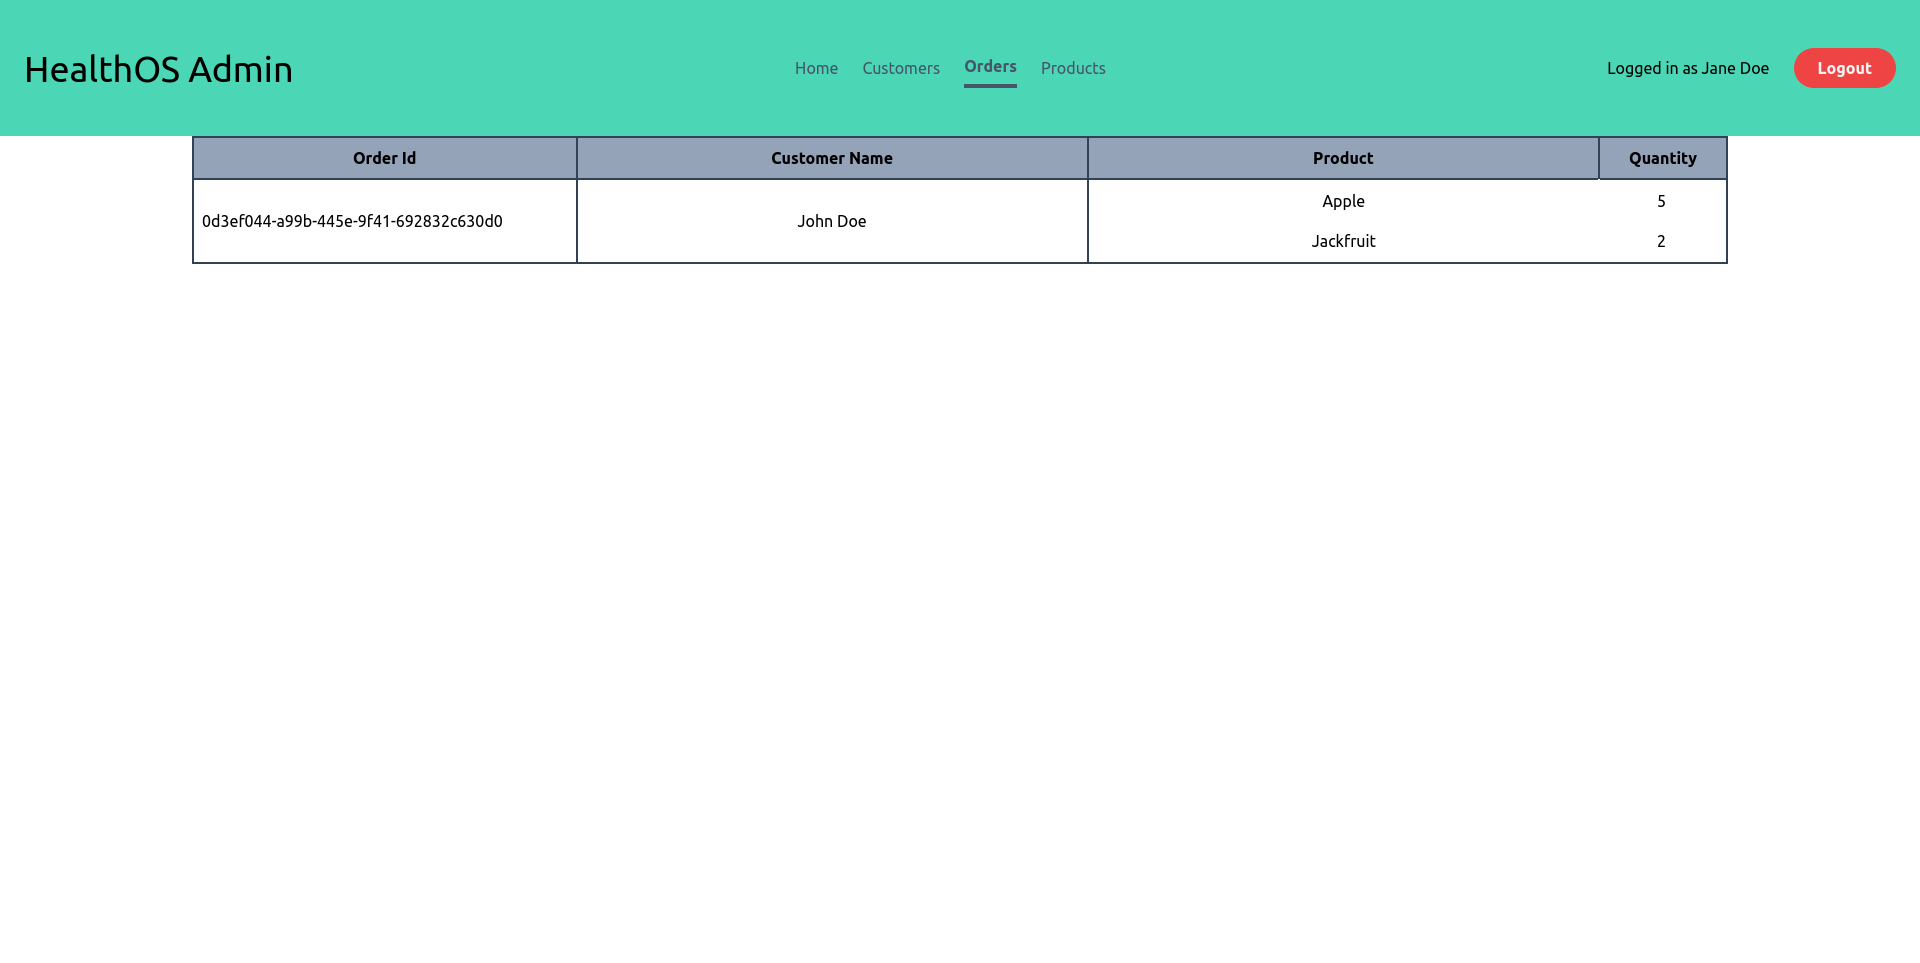 HealthOS Admin
Home Customers Orders Products
Logged in as Jane Doe Logout
Order Id Customer Name Product Quantity
0d3ef044-a99b-445e-9f41-692832c630d0 John Doe Apple 5
Jackfruit 2